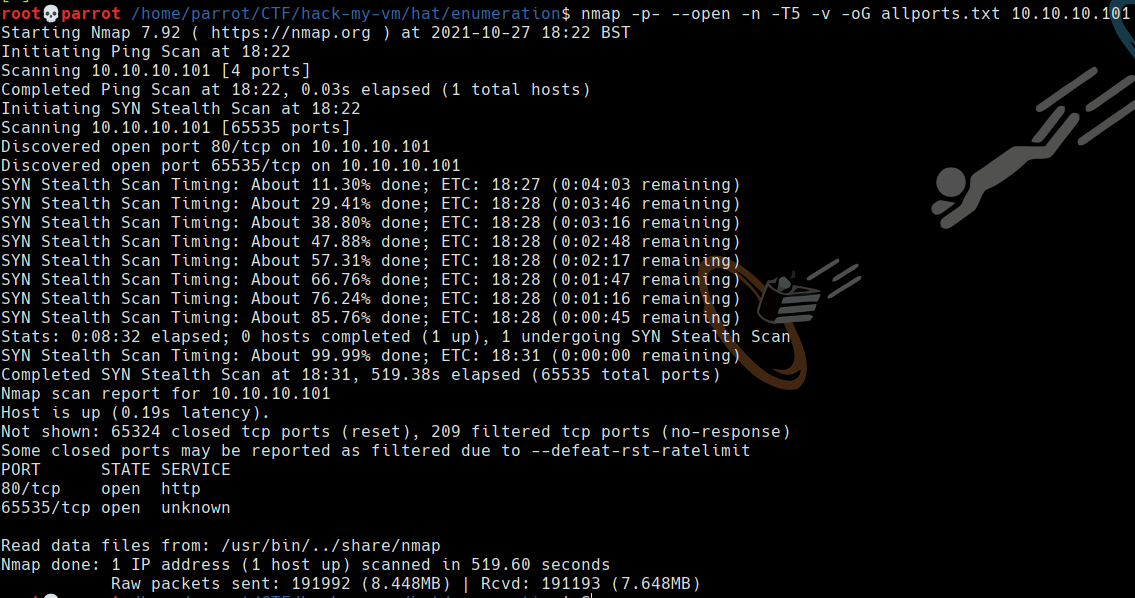 root💀parrot /home/parrot/CTF/hack-my-vm/hat/enumeration$ nmap -p- --open -n -T5 -v -oG allports.txt 10.10.10.101
Starting Nmap 7.92 ( https://nmap.org ) at 2021-10-27 18:22 BST
Initiating Ping Scan at 18:22
Scanning 10.10.10.101 [4 ports]
Completed Ping Scan at 18:22, 0.03s elapsed (1 total hosts)
Initiating SYN Stealth Scan at 18:22
Scanning 10.10.10.101 [65535 ports]
Discovered open port 80/tcp on 10.10.10.101
Discovered open port 65535/tcp on 10.10.10.101
SYN Stealth Scan Timing: About 11.30% done; ETC: 18:27 (0:04:03 remaining)
SYN Stealth Scan Timing: About 29.41% done; ETC: 18:28 (0:03:46 remaining)
SYN Stealth Scan Timing: About 38.80% done; ETC: 18:28 (0:03:16 remaining)
SYN Stealth Scan Timing: About 47.88% done; ETC: 18:28 (0:02:48 remaining)
SYN Stealth Scan Timing: About 57.31% done; ETC: 18:28 (0:02:17 remaining)
SYN Stealth Scan Timing: About 66.76% done; ETC: 18:28 (0:01:47 remaining)
SYN Stealth Scan Timing: About 76.24% done; ETC: 18:28 (0:01:16 remaining)
SYN Stealth Scan Timing: About 85.76% done; ETC: 18:28 (0:00:45 remaining)
Stats: 0:08:32 elapsed; 0 hosts completed (1 up), 1 undergoing SYN Stealth Scan
SYN Stealth Scan Timing: About 99.99% done; ETC: 18:31 (0:00:00 remaining)
Completed SYN Stealth Scan at 18:31, 519.38s elapsed (65535 total ports)
Nmap scan report for 10.10.10.101
Host is up (0.19s latency).
Not shown: 65324 closed tcp ports (reset), 209 filtered tcp ports (no-response)
Some closed ports may be reported as filtered due to --defeat-rst-ratelimit
PORT      STATE SERVICE
80/tcp    open  http
65535/tcp open  unknown
Read data files from: /usr/bin/../share/nmap
Nmap done: 1 IP address (1 host up) scanned in 519.60 seconds
           Raw packets sent: 191992 (8.448MB) | Rcvd: 191193 (7.648MB)